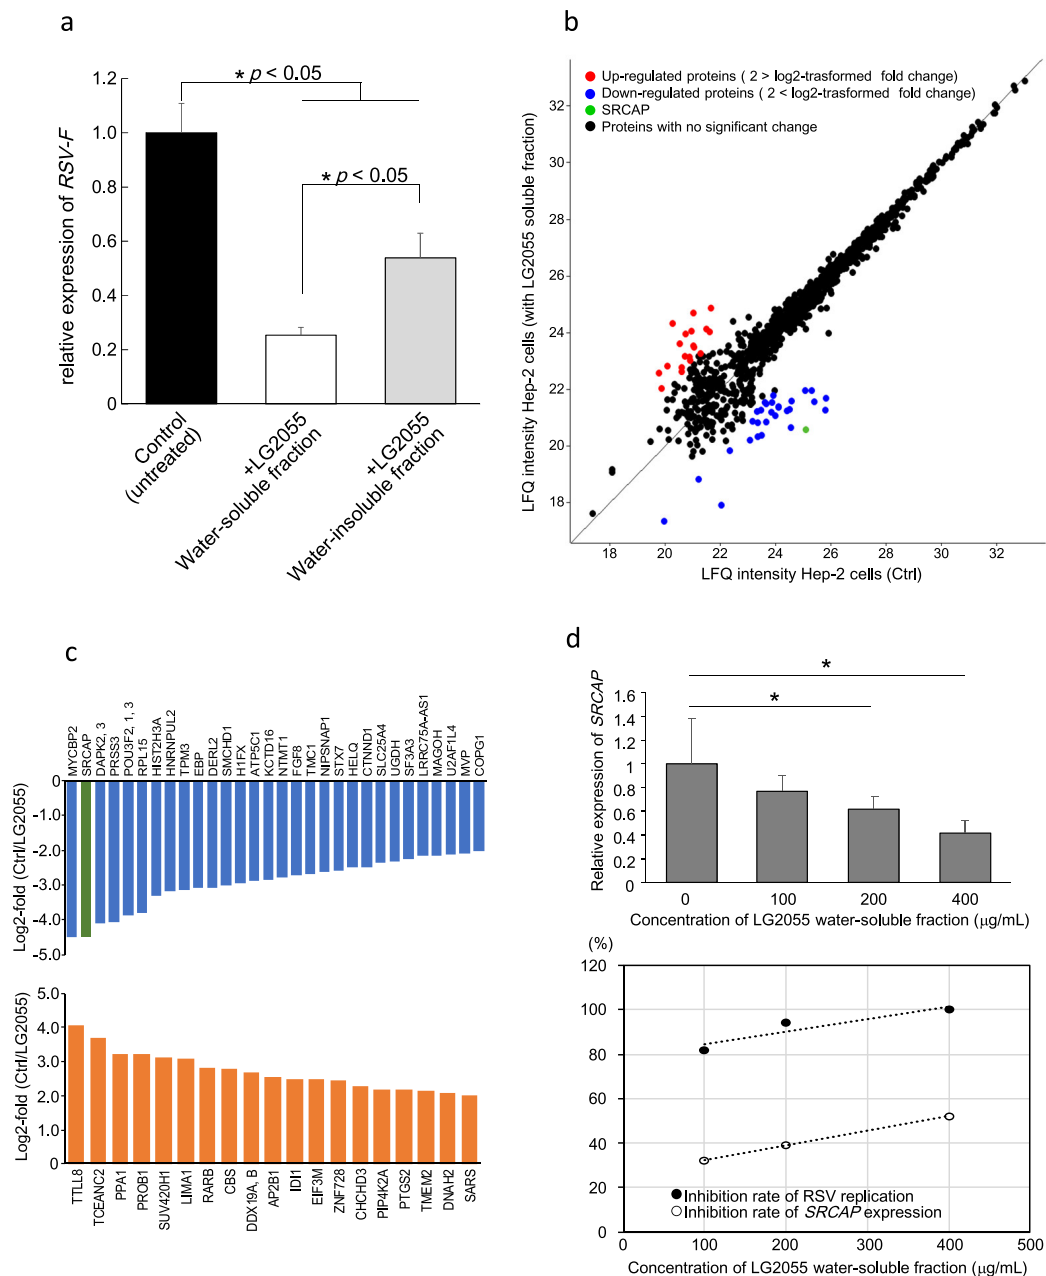 a
relative expression of RSV-F
1.2
1.0
0.8
0.6
0.4
0.2
0
* p < 0.05
* p < 0.05
Control
(untreated)
+LG2055
Water-soluble fraction
+LG2055
Water-insoluble fraction
b
LFQ intensity Hep-2 cells (with LG2055 soluble fraction)
Up-regulated proteins ( 2 > log2-trasformed fold change)
Down-regulated proteins ( 2 < log2-trasformed fold change)
SRCAP
Proteins with no significant change
32
30
28
26
24
22
20
18
18 20 22 24 26 28 30 32
LFQ intensity Hep-2 cells (Ctrl)
c
MYCBP2
SRCAP
DAPK2, 3
PRSS3
POU3F2, 1, 3
RPL15
HIST2H3A
HNRNPUL2
TPM3
EBP
DERL2
SMCHD1
H1FX
ATP5C1
KCTD16
NTMT1
FGF8
TMC1
NIPSNAP1
STX7
HELQ
CTNND1
SLC25A4
UGDH
SF3A3
LRRC75A-AS1
MAGOH
U2AF1L4
MVP
COPG1
Log2-fold (Ctrl/LG2055)
0
-1.0
-2.0
-3.0
-4.0
-5.0
Log2-fold (Ctrl/LG2055)
5.0
4.0
3.0
2.0
1.0
0
TTLL8
TCEANC2
PPA1
PROB1
SUV420H1
LIMA1
RARB
CBS
DDX19A, B
AP2B1
IDI1
EIF3M
ZNF728
CHCHD3
PIP4K2A
PTGS2
TMEM2
DNAH2
SARS
d
Relative expression of SRCAP
1.6
1.4
1.2
1.0
0.8
0.6
0.4
0.2
0
*
*
0 100 200 400
Concentration of LG2055 water-soluble fraction (μg/mL)
(%)
120
100
80
60
40
20
0
Inhibition rate of RSV replication
Inhibition rate of SRCAP expression
0 100 200 300 400 500
Concentration of LG2055 water-soluble fraction (μg/mL)